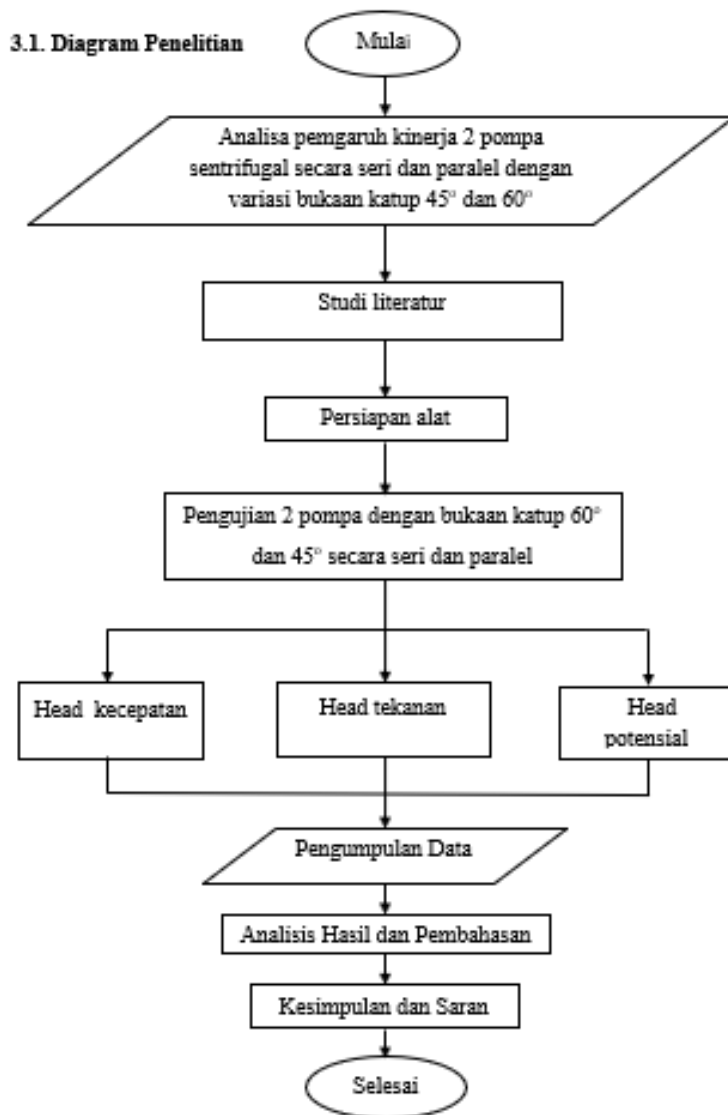 3.1. Diagram Penelitian
Mulai
Analisa pemgaruh kinerja 2 pompa
sentrifugal secara seri dan paralel dengan
variasi bukaan katup 45° dan 60°
Studi literatur
Persiapan alat
Pengujian 2 pompa dengan bukaan katup 60°
dan 45° secara seri dan paralel
Head kecepatan
Head tekanan
Head
potensial
Pengumpulan Data
Analisis Hasil dan Pembahasan
Kesimpulan dan Saran
Selesai